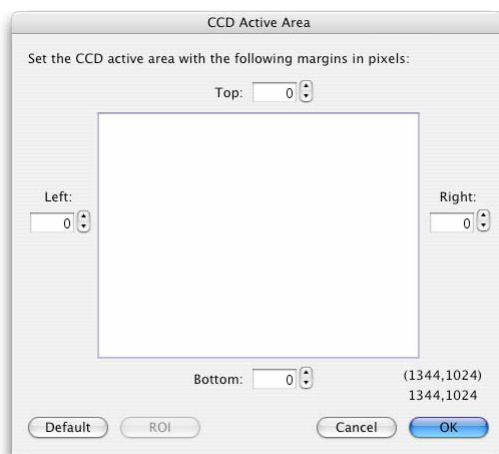 CCD Active Area
Set the CCD active area with the following margins in pixels:
Top: 0
Left:
0
Right:
0
Bottom: 0
(1344,1024)
1344,1024
Default ROI Cancel OK